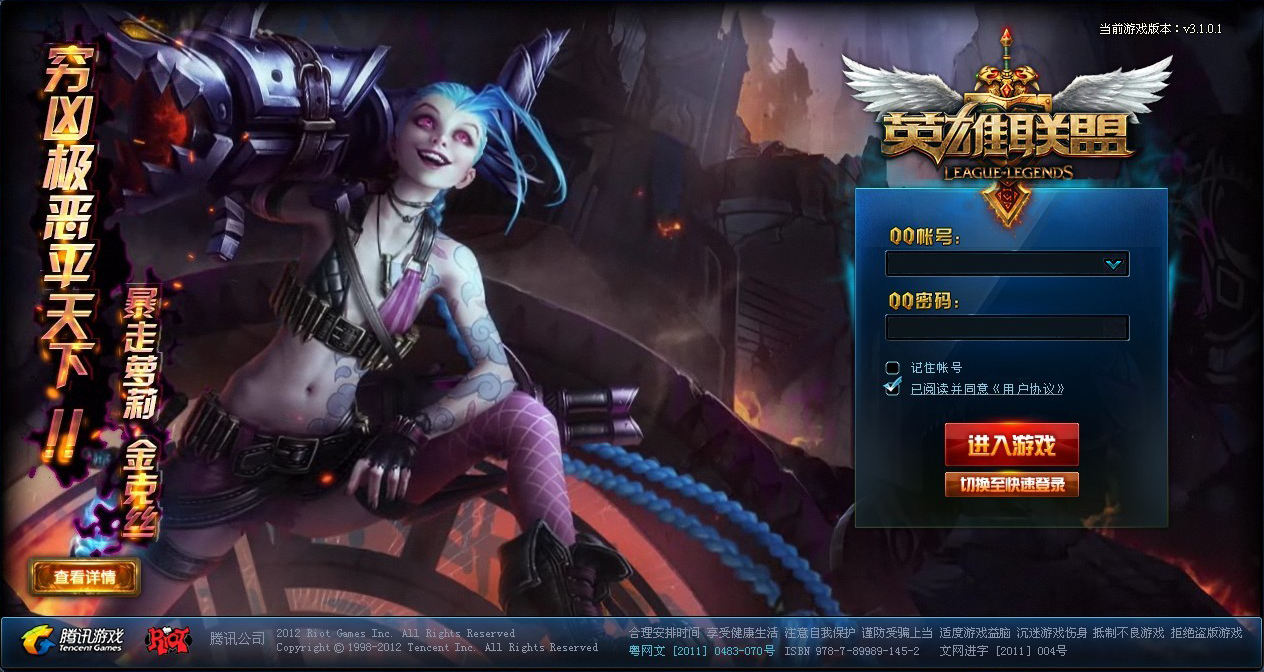 当前游戏版本：v3.1.0.1
穷凶极恶平天下!!
暴走萝莉 金克丝
查看详情
英雄联盟
LEAGUE OF LEGENDS
QQ帐号:
QQ密码:
记住帐号
已阅读并同意《用户协议》
进入游戏
切换至快速登录
腾讯游戏
Tencent Games
RIOT
腾讯公司
2012 Riot Games Inc. All Rights Reserved
Copyright © 1998-2012 Tencent Inc. All Rights Reserved
合理安排时间 享受健康生活 注意自我保护 谨防受骗上当 适度游戏益脑 沉迷游戏伤身 抵制不良游戏 拒绝盗版游戏
粤网文 [2011] 0483-070号 ISBN 978-7-89989-145-2 文网进字 [2011] 004号